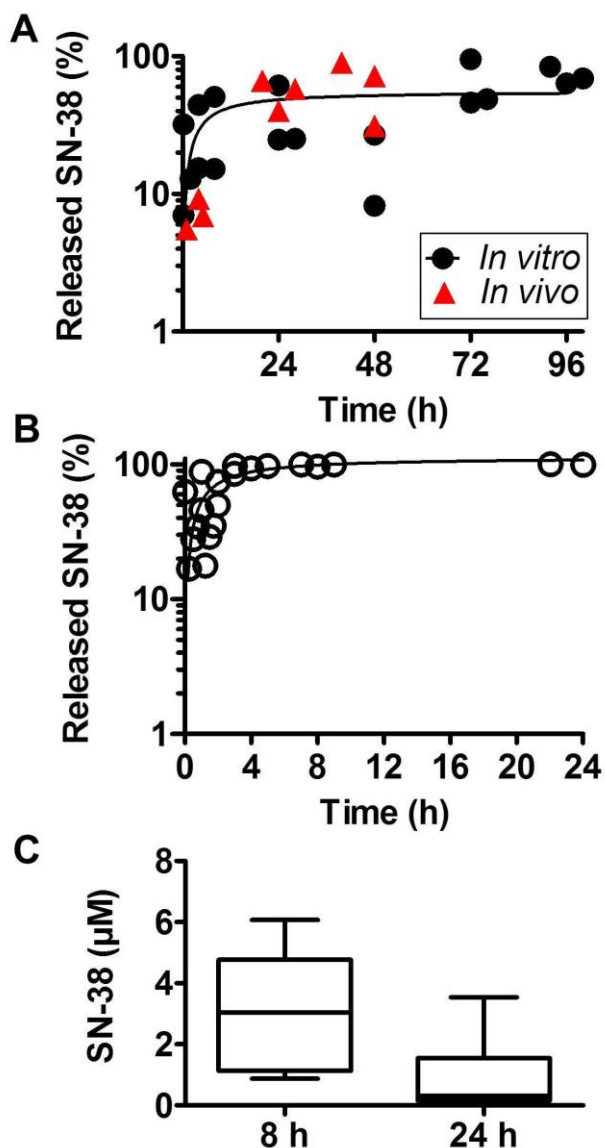 A
Released SN-38 (%)
100
10
1
In vitro
In vivo
24 48 72 96
Time (h)
B
Released SN-38 (%)
100
10
1
0 4 8 12 16 20 24
Time (h)
C
SN-38 (µM)
8
6
4
2
0
8 h 24 h